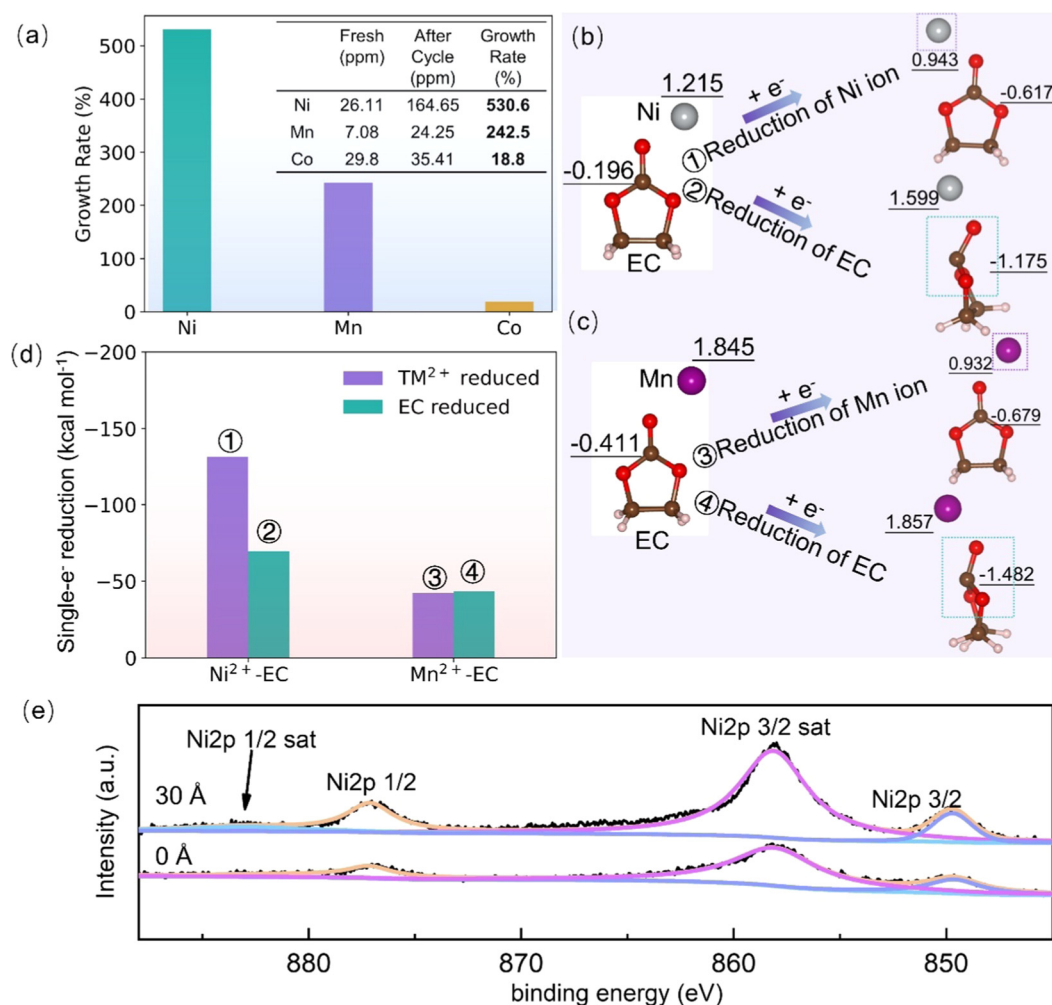 (a)
Growth Rate (%)
500
400
300
200
100
0
Ni
Mn
Co
Fresh (ppm) After Cycle (ppm) Growth Rate (%)
Ni 26.11 164.65 530.6
Mn 7.08 24.25 242.5
Co 29.8 35.41 18.8
(b)
1.215
Ni
-0.196
EC
+ e-
①Reduction of Ni ion
②Reduction of EC
+ e-
0.943
-0.617
1.599
-1.175
(c)
1.845
Mn
-0.411
EC
+ e-
③Reduction of Mn ion
④Reduction of EC
+ e-
0.932
-0.679
1.857
-1.482
(d)
Single-e⁻ reduction (kcal mol⁻¹)
−200
−150
−100
−50
0
TM²⁺ reduced
EC reduced
①
②
③
④
Ni²⁺-EC
Mn²⁺-EC
(e)
Intensity (a.u.)
Ni2p 1/2 sat
Ni2p 1/2
Ni2p 3/2 sat
Ni2p 3/2
30 Å
0 Å
880
870
860
850
binding energy (eV)